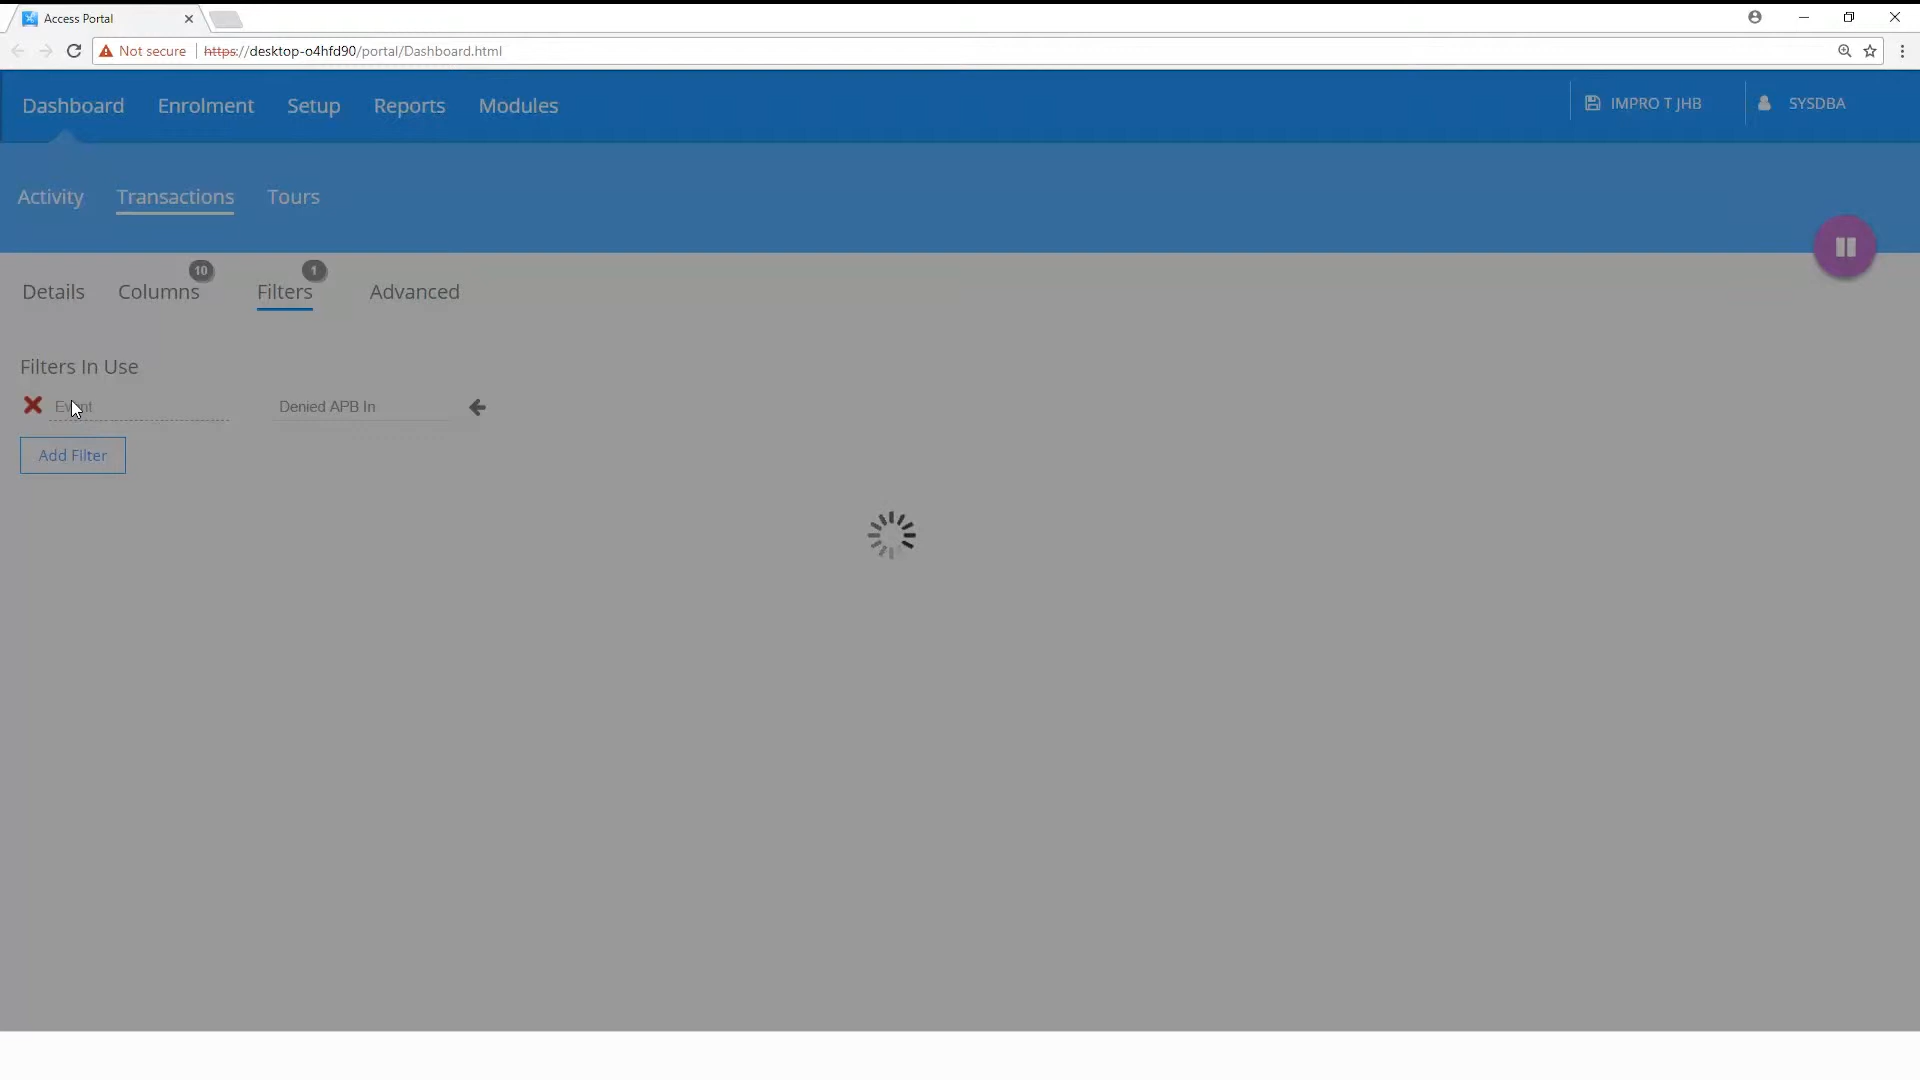 Access Portal
Not secure https://desktop-o4hfd90/portal/Dashboard.html
Dashboard Enrolment Setup Reports Modules IMPRO T JHB SYSDBA
Activity Transactions Tours
10 1
Details Columns Filters Advanced
Filters In Use
Event Denied APB In
Add Filter